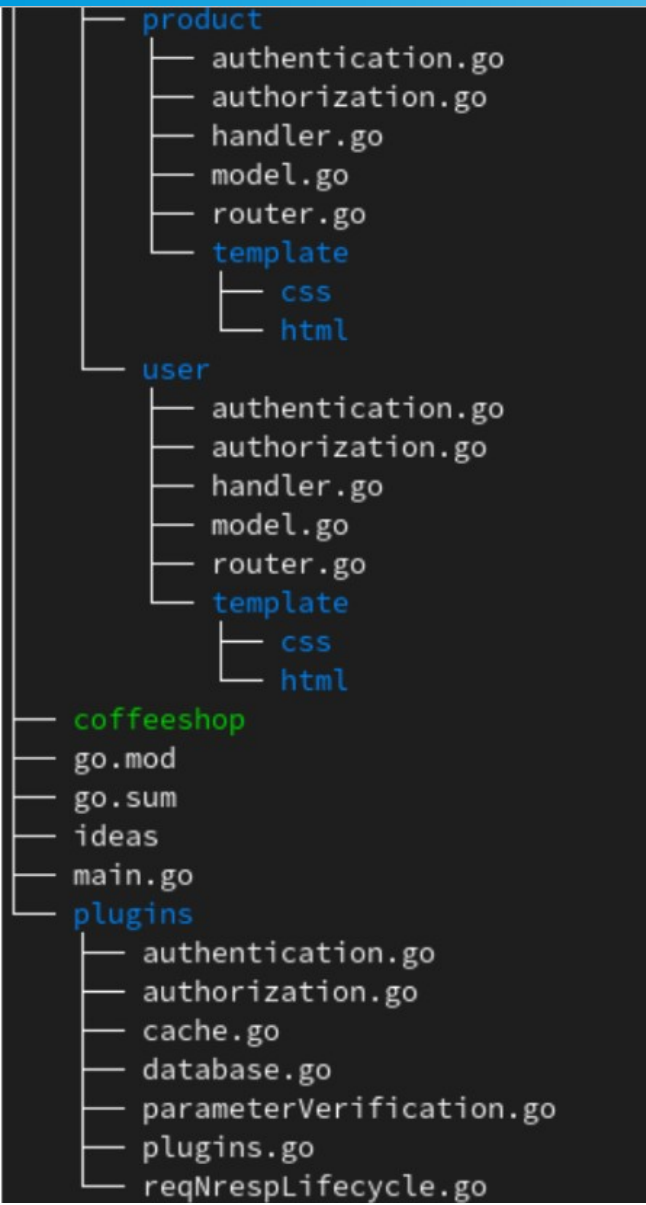 product
authentication.go
authorization.go
handler.go
model.go
router.go
template
css
html
user
authentication.go
authorization.go
handler.go
model.go
router.go
template
css
html
coffeeshop
go.mod
go.sum
ideas
main.go
plugins
authentication.go
authorization.go
cache.go
database.go
parameterVerification.go
plugins.go
reqNrespLifecycle.go